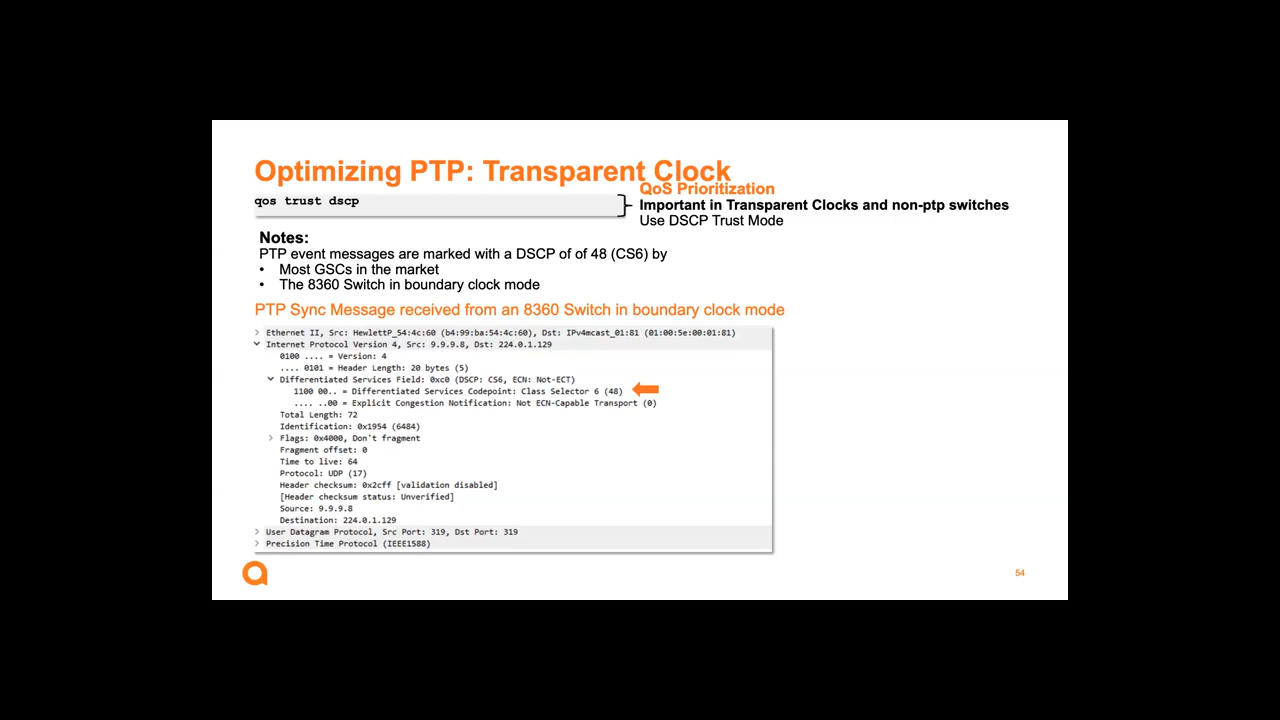 Optimizing PTP: Transparent Clock
qos trust dscp
QoS Prioritization
Important in Transparent Clocks and non-ptp switches
Use DSCP Trust Mode
Notes:
PTP event messages are marked with a DSCP of of 48 (CS6) by
• Most GSCs in the market
• The 8360 Switch in boundary clock mode
PTP Sync Message received from an 8360 Switch in boundary clock mode
Ethernet II, Src: HewlettP_54:4c:60 (b4:99:ba:54:4c:60), Dst: IPv4mcast_01:81 (01:00:5e:00:01:81)
Internet Protocol Version 4, Src: 9.9.9.8, Dst: 224.0.1.129
0100 .... = Version: 4
.... 0101 = Header Length: 20 bytes (5)
Differentiated Services Field: 0xc0 (DSCP: CS6, ECN: Not-ECT)
1100 00.. = Differentiated Services Codepoint: Class Selector 6 (48)
.... ..00 = Explicit Congestion Notification: Not ECN-Capable Transport (0)
Total Length: 72
Identification: 0x1954 (6484)
Flags: 0x4000, Don't fragment
Fragment offset: 0
Time to live: 64
Protocol: UDP (17)
Header checksum: 0x2cff [validation disabled]
[Header checksum status: Unverified]
Source: 9.9.9.8
Destination: 224.0.1.129
User Datagram Protocol, Src Port: 319, Dst Port: 319
Precision Time Protocol (IEEE1588)
54